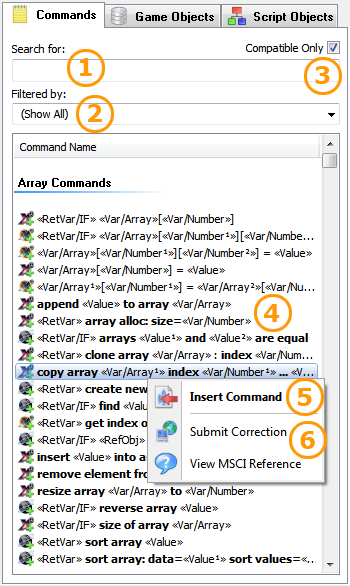 Commands Game Objects Script Objects
Search for: Compatible Only
1
3
Filtered by:
(Show All) 2
Command Name
Array Commands
«RetVar/IF» «Var/Array»[«Var/Number»]
«RetVar/IF» «Var/Array»[«Var/Number¹»][«Var/Numbe...
«Var/Array»[«Var/Number¹»][«Var/Number²»] = «Value»
«Var/Array»[«Var/Number»] = «Value»
«Var/Array¹»[«Var/Number¹»] = «Var/Array²»[«Var/Nu...
append «Value» to array «Var/Array»
4
«RetVar» array alloc: size=«Var/Number»
«RetVar/IF» arrays «Value¹» and «Value²» are equal
«RetVar» clone array «Var/Array» : index «Var/Num...
copy array «Var/Array¹» index «Var/Number¹» ... «V...
«RetVar» create new
Insert Command 5
«RetVar/IF» find «Valu
«RetVar» get index o
Submit Correction 6
«RetVar/IF» «RefObj»
insert «Value» into ar
View MSCI Reference
remove element from
resize array «Var/Array» to «Var/Number»
«RetVar/IF» reverse array «Value»
«RetVar/IF» size of array «Var/Array»
«RetVar» sort array «Value»
«RetVar» sort array: data=«Value¹» sort values=«...